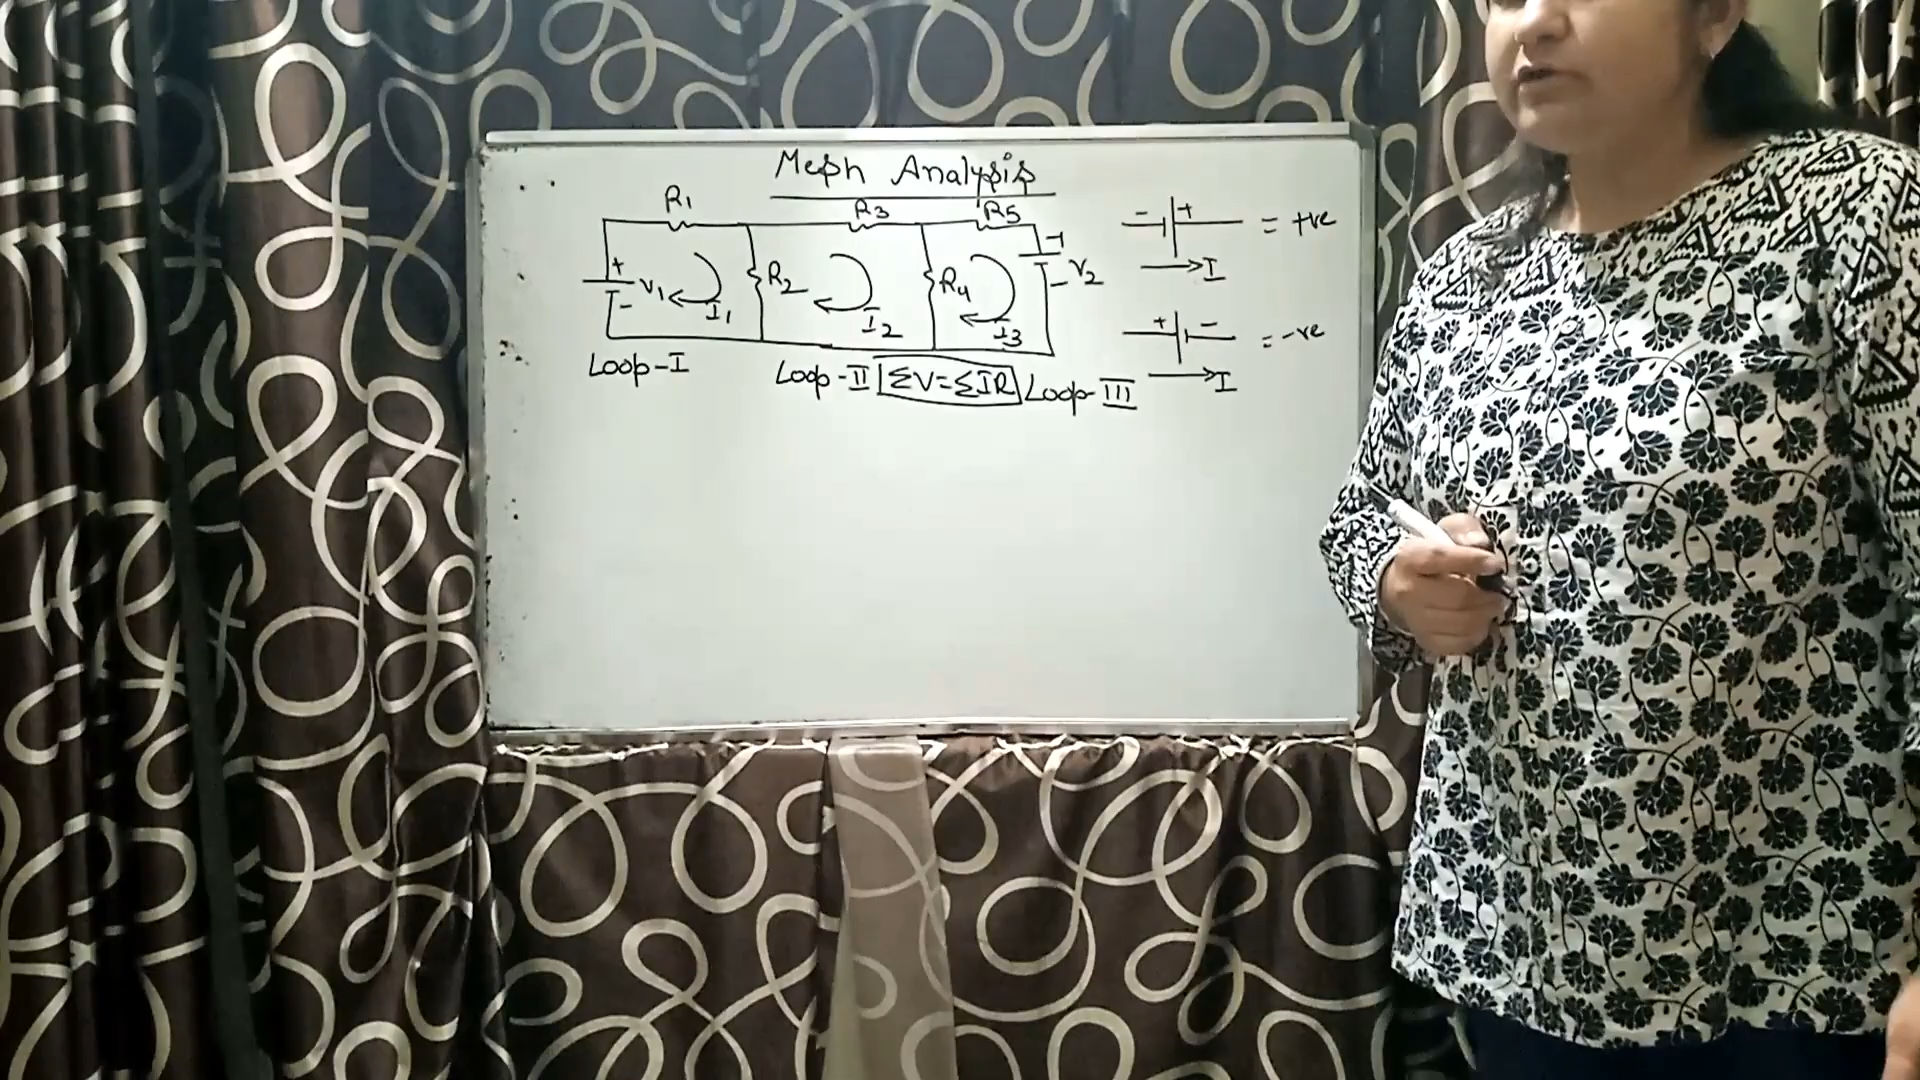 Mesh Analysis
R1 R3 R5
+ V1 - I1 R2 I2 R4 I3 + V2 -
- + = +ve
I
+ - = -ve
I
Loop-I Loop-II ΣV=ΣIR Loop-III